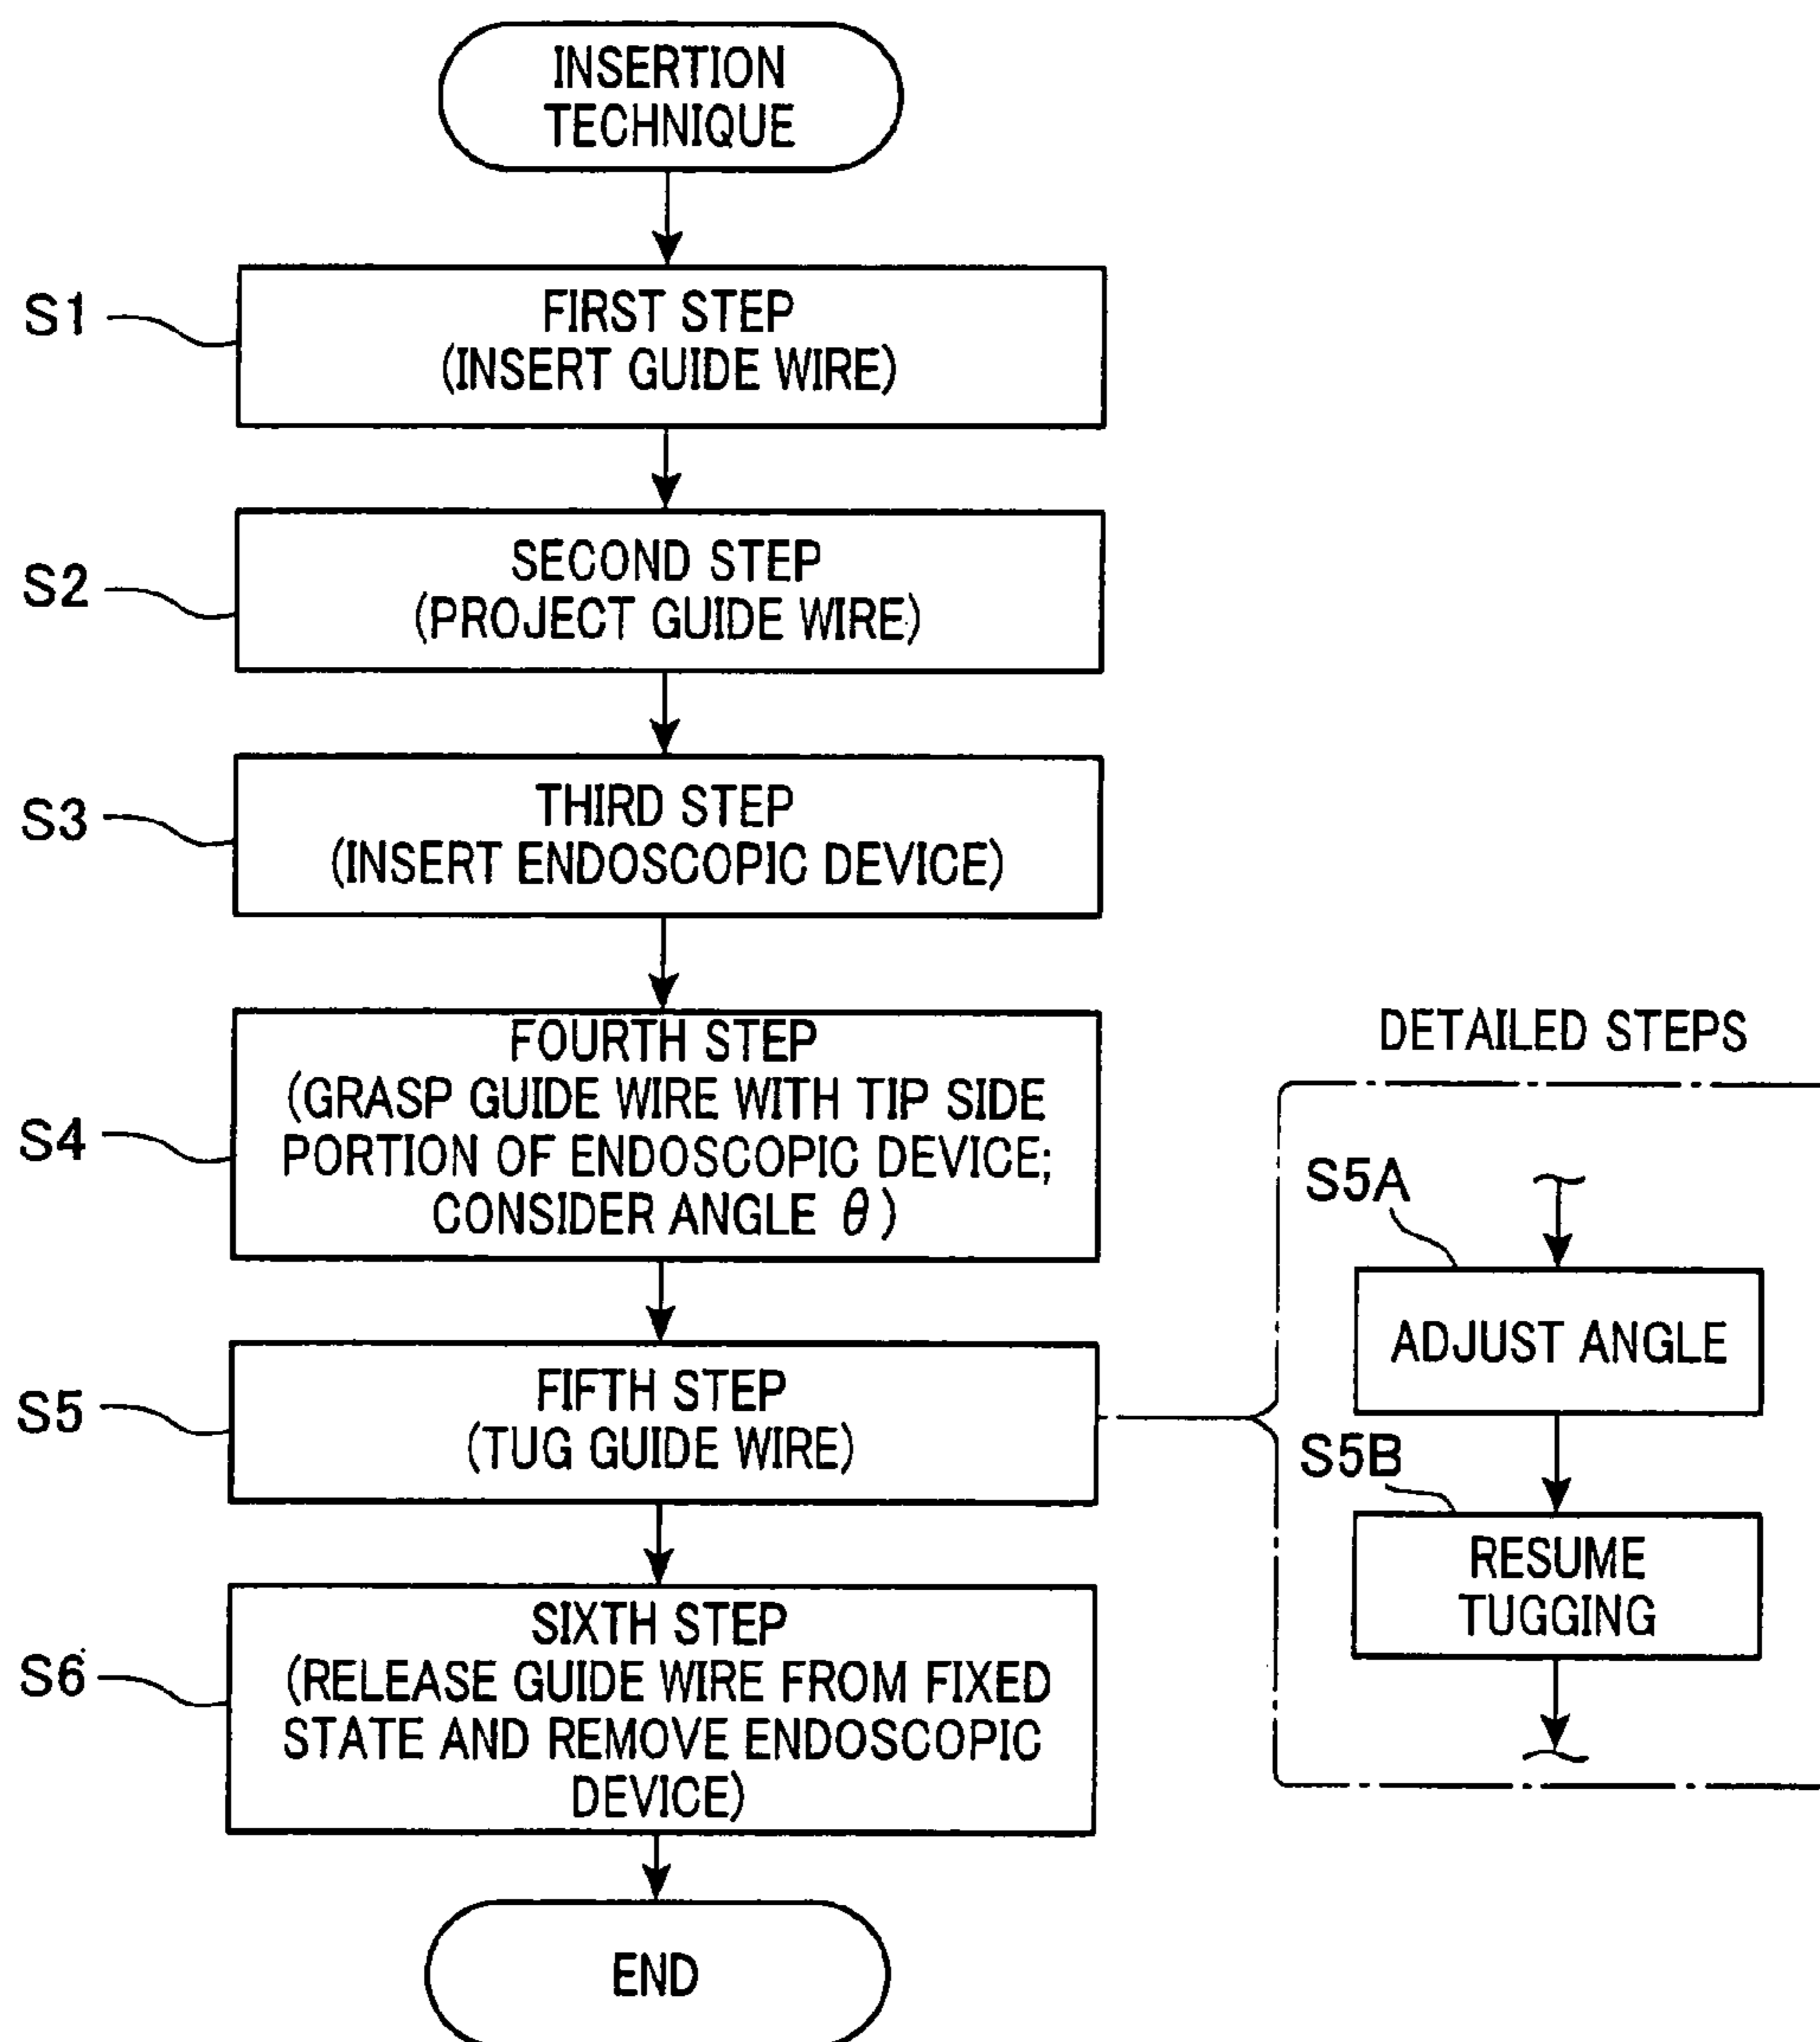 INSERTION
TECHNIQUE
S1
FIRST STEP
(INSERT GUIDE WIRE)
S2
SECOND STEP
(PROJECT GUIDE WIRE)
S3
THIRD STEP
(INSERT ENDOSCOPIC DEVICE)
S4
FOURTH STEP
(GRASP GUIDE WIRE WITH TIP SIDE
PORTION OF ENDOSCOPIC DEVICE;
CONSIDER ANGLE θ)
S5
FIFTH STEP
(TUG GUIDE WIRE)
DETAILED STEPS
S5A
ADJUST ANGLE
S5B
RESUME
TUGGING
S6
SIXTH STEP
(RELEASE GUIDE WIRE FROM FIXED
STATE AND REMOVE ENDOSCOPIC
DEVICE)
END